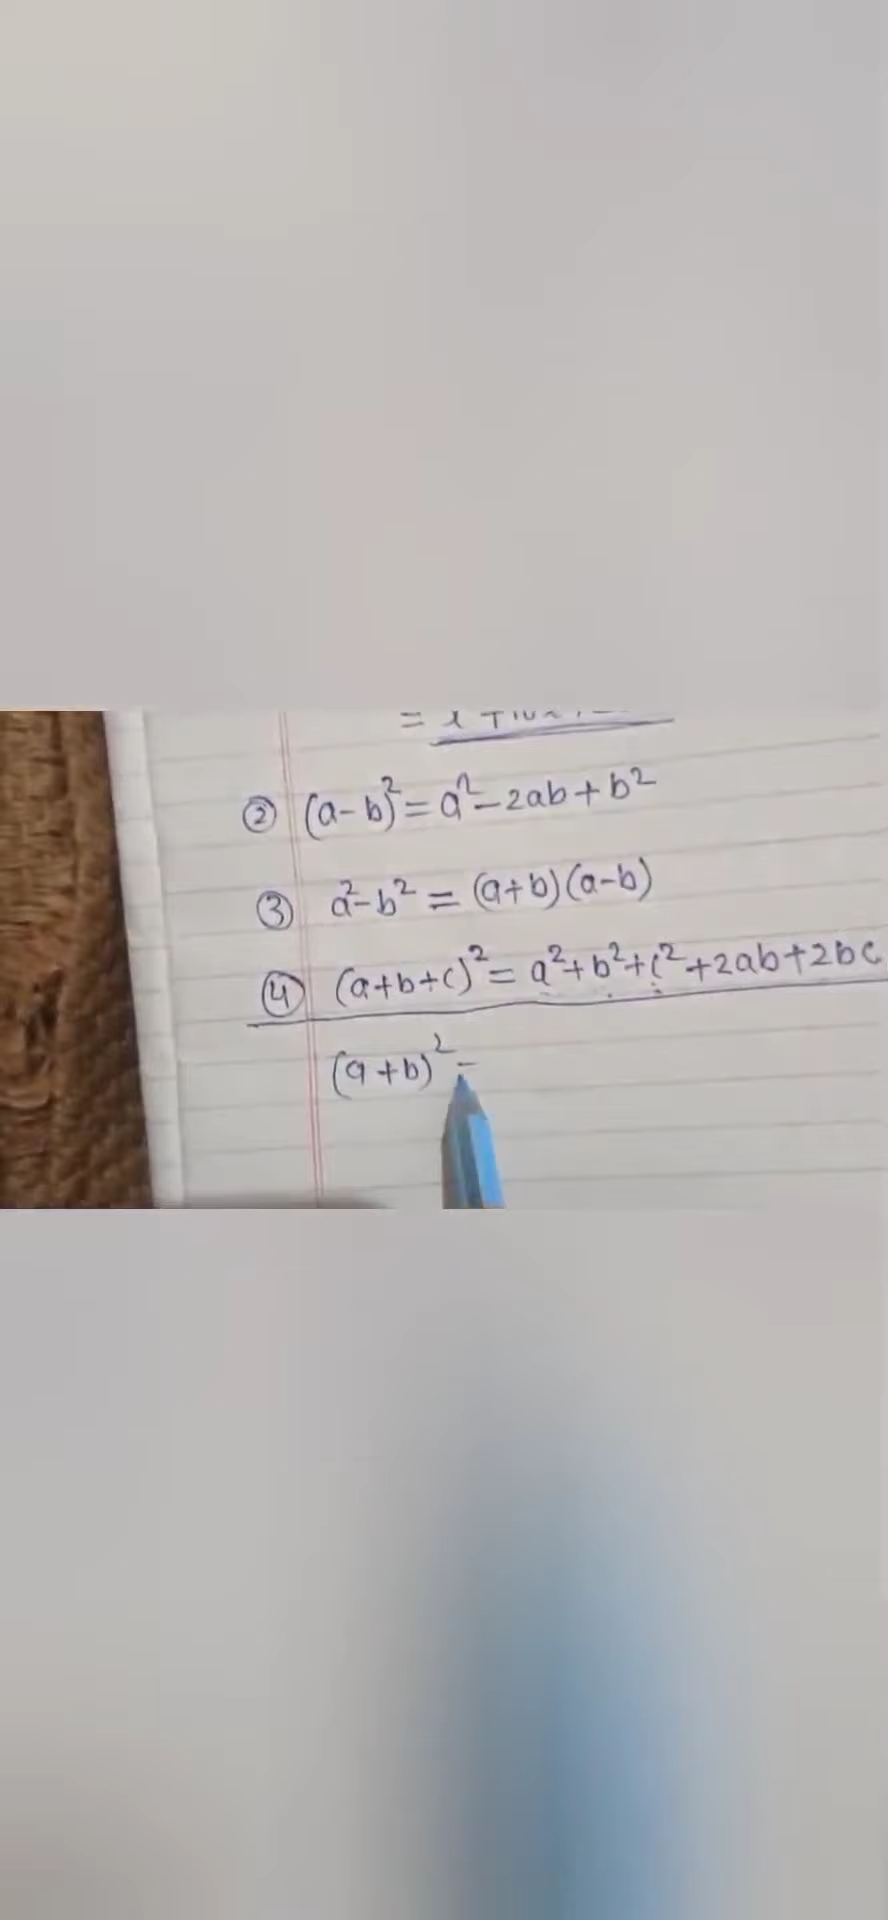 ② (a-b)² = a² - 2ab + b²
③ a² - b² = (a+b)(a-b)
④ (a+b+c)² = a² + b² + c² + 2ab + 2bc
(a+b)² -